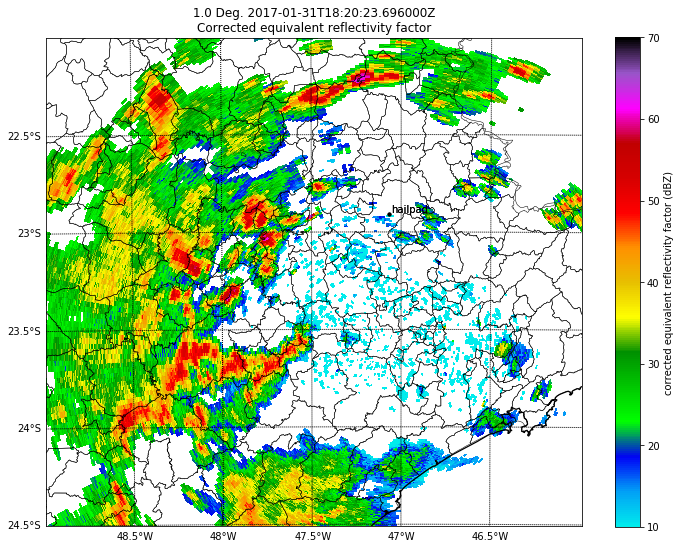 1.0 Deg. 2017-01-31T18:20:23.696000Z
Corrected equivalent reflectivity factor
22.5°S
23°S
23.5°S
24°S
24.5°S
48.5°W
48°W
47.5°W
47°W
46.5°W
hailpad
70
60
50
40
30
20
10
corrected equivalent reflectivity factor (dBZ)